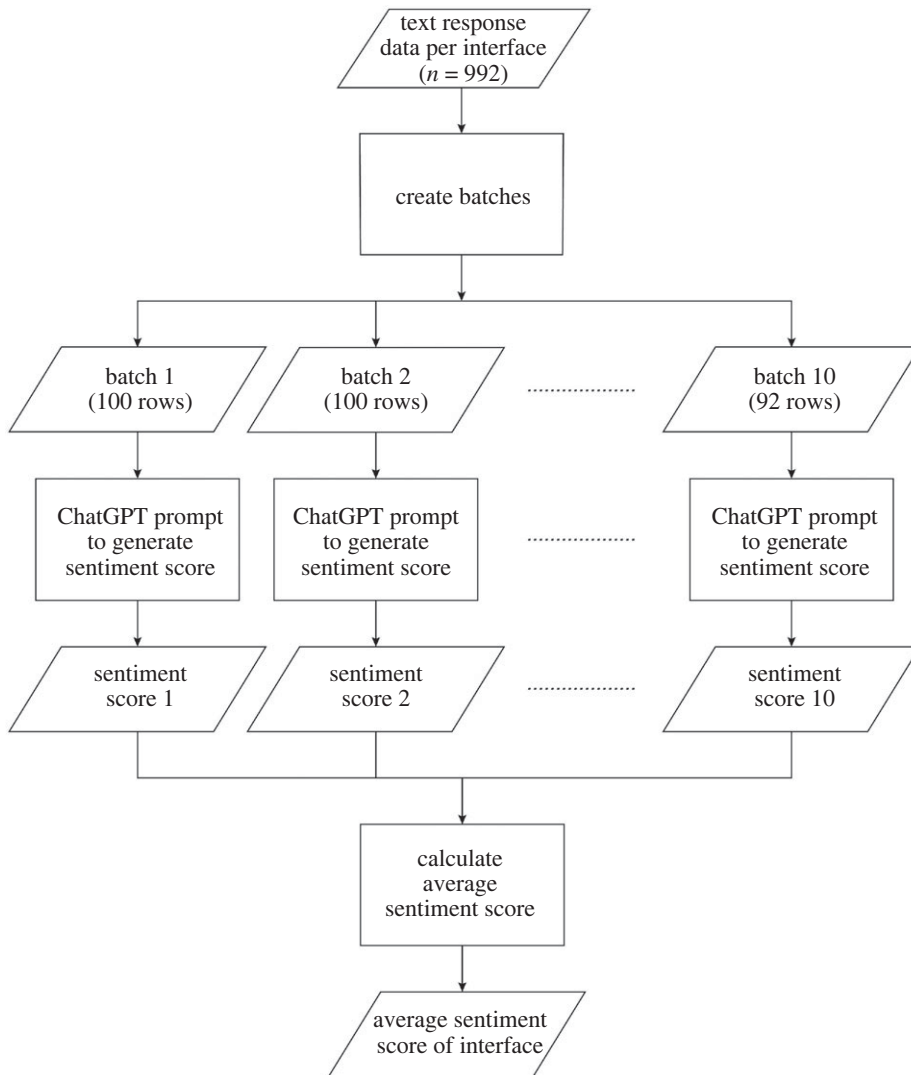 text response
data per interface
(n = 992)
create batches
batch 1
(100 rows)
batch 2
(100 rows)
batch 10
(92 rows)
ChatGPT prompt
to generate
sentiment score
ChatGPT prompt
to generate
sentiment score
ChatGPT prompt
to generate
sentiment score
sentiment
score 1
sentiment
score 2
sentiment
score 10
calculate
average
sentiment score
average sentiment
score of interface